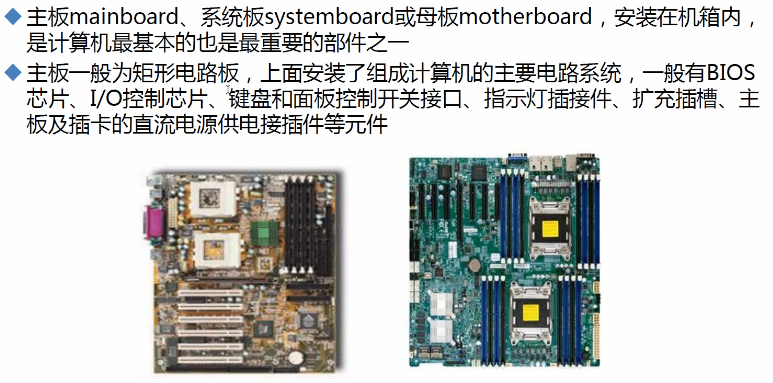 主板mainboard、系统板systemboard或母板motherboard，安装在机箱内，
是计算机最基本的也是最重要的部件之一
主板一般为矩形电路板，上面安装了组成计算机的主要电路系统，一般有BIOS
芯片、I/O控制芯片、键盘和面板控制开关接口、指示灯插接件、扩充插槽、主
板及插卡的直流电源供电接插件等元件